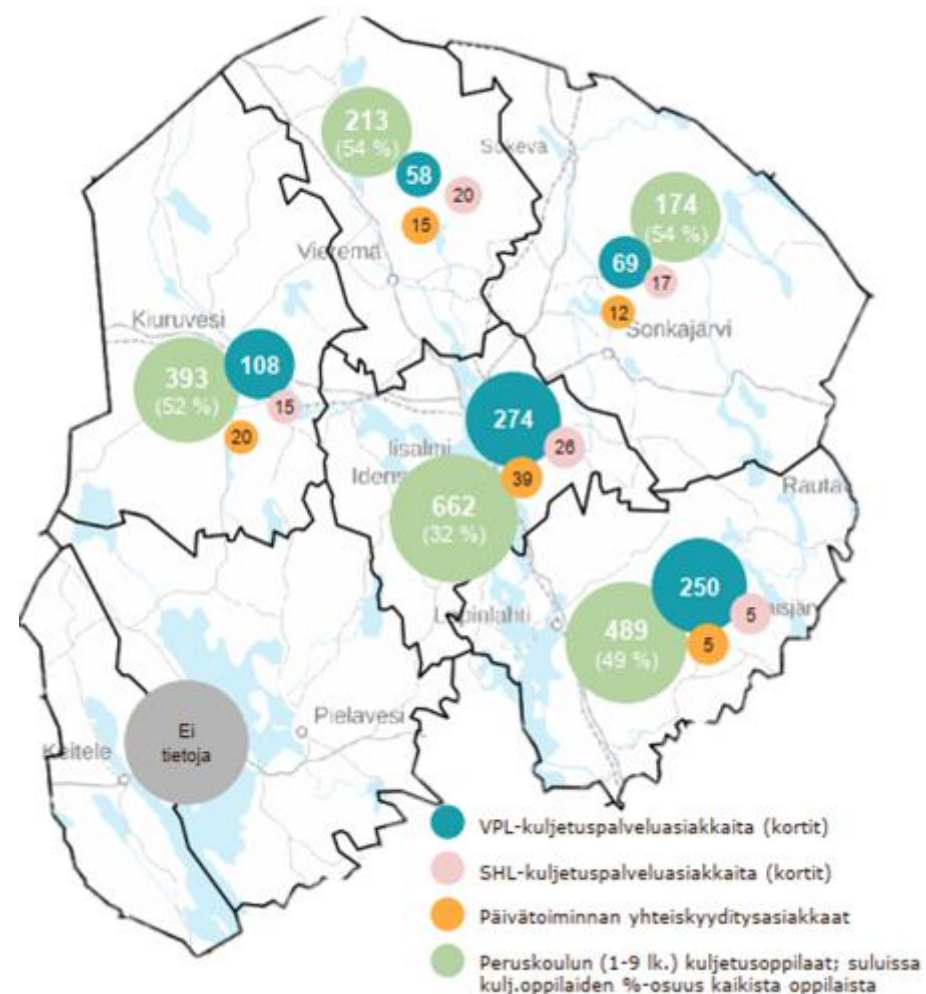 213
(54 %)
58
20
15
Sukeva
174
(54 %)
69
17
12
Vieremä
Sonkajärvi
Kiuruvesi
108
393
(52 %)
15
20
274
26
39
Iisalmi
662
(32 %)
250
5
5
489
(49 %)
Lapinlahti
Ei
tietoja
Pielavesi
Keitele
VPL-kuljetuspalveluasiakkaita (kortit)
SHL-kuljetuspalveluasiakkaita (kortit)
Päivätoiminnan yhteiskyyditysasiakkaat
Peruskoulun (1-9 lk.) kuljetusoppilaat; suluissa
kulj.oppilaiden %-osuus kaikista oppilaista